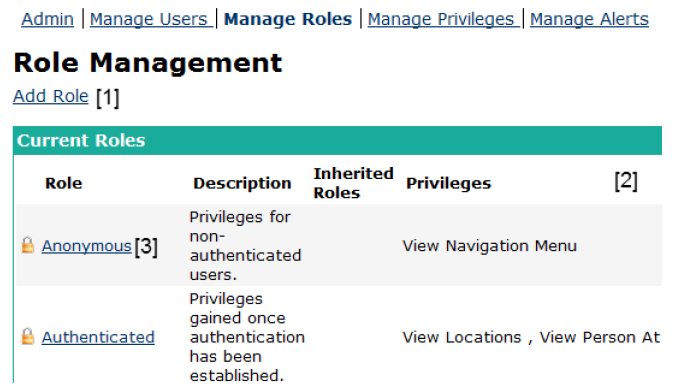 Admin | Manage Users | Manage Roles | Manage Privileges | Manage Alerts
Role Management
Add Role [1]
Current Roles
Role Description Inherited Roles Privileges [2]
Anonymous [3] Privileges for non-authenticated users. View Navigation Menu
Authenticated Privileges gained once authentication has been established. View Locations , View Person At